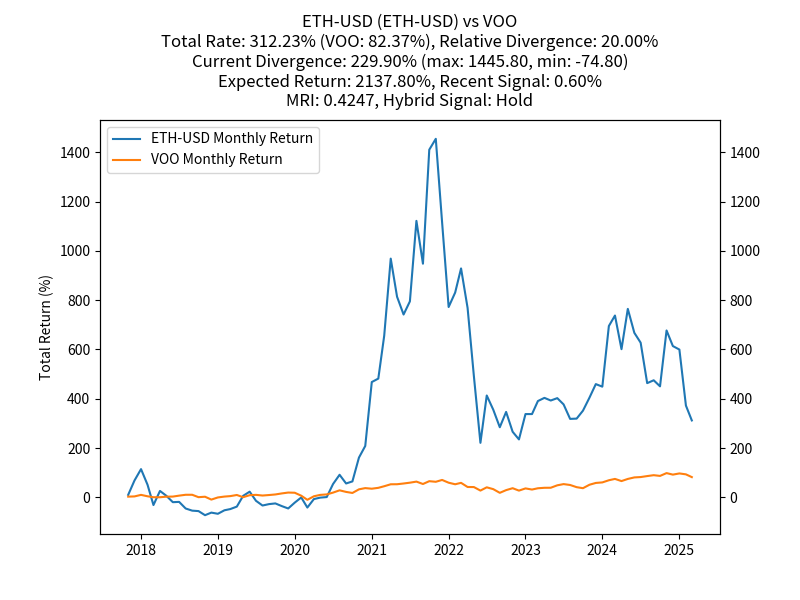 ETH-USD (ETH-USD) vs VOO
Total Rate: 312.23% (VOO: 82.37%), Relative Divergence: 20.00%
Current Divergence: 229.90% (max: 1445.80, min: -74.80)
Expected Return: 2137.80%, Recent Signal: 0.60%
MRI: 0.4247, Hybrid Signal: Hold
ETH-USD Monthly Return
VOO Monthly Return
Total Return (%)
1400
1200
1000
800
600
400
200
0
1400
1200
1000
800
600
400
200
0
2018 2019 2020 2021 2022 2023 2024 2025